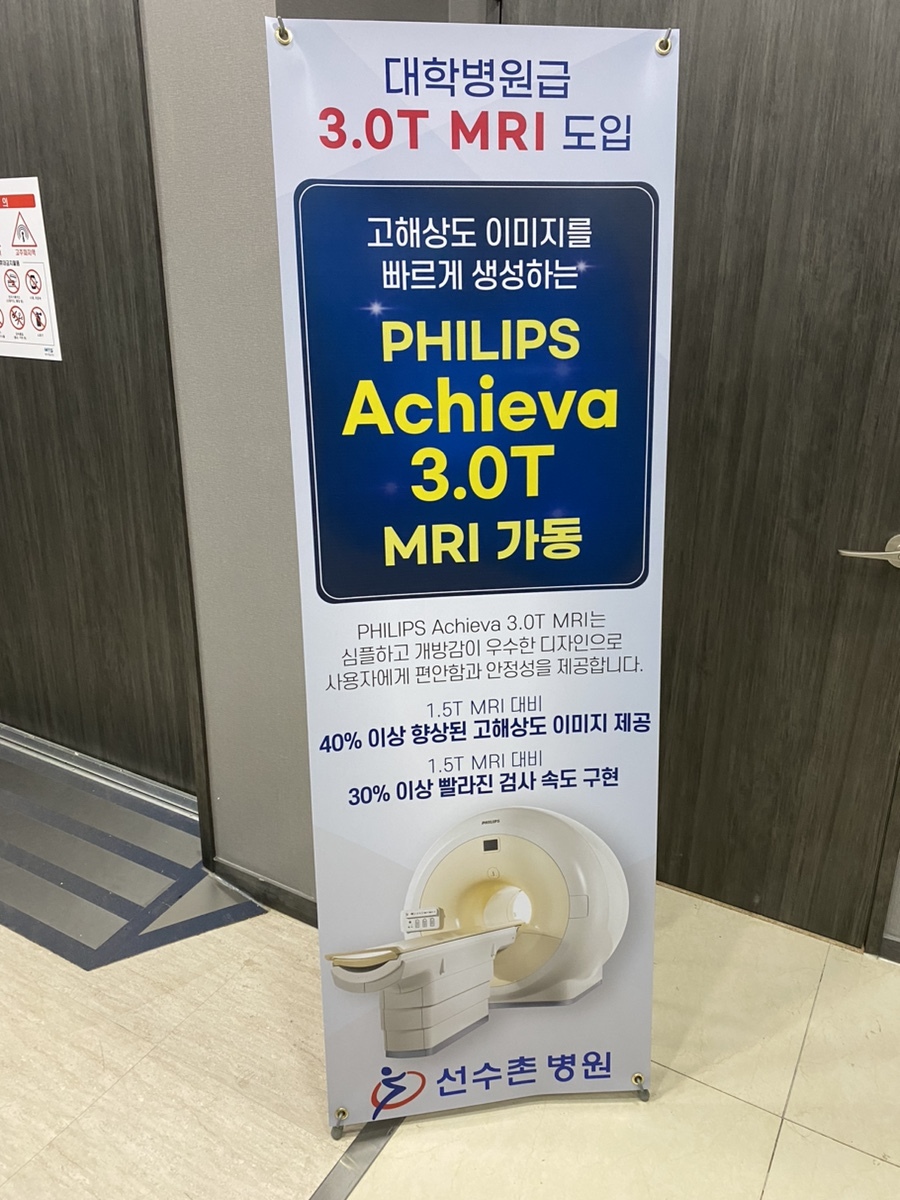 대학병원급
3.0T MRI 도입
고해상도 이미지를
빠르게 생성하는
PHILIPS
Achieva
3.0T
MRI 가동
PHILIPS Achieva 3.0T MRI는
심플하고 개방감이 우수한 디자인으로
사용자에게 편안함과 안정성을 제공합니다.
1.5T MRI 대비
40% 이상 향상된 고해상도 이미지 제공
1.5T MRI 대비
30% 이상 빨라진 검사 속도 구현
PHILIPS
선수촌 병원
의